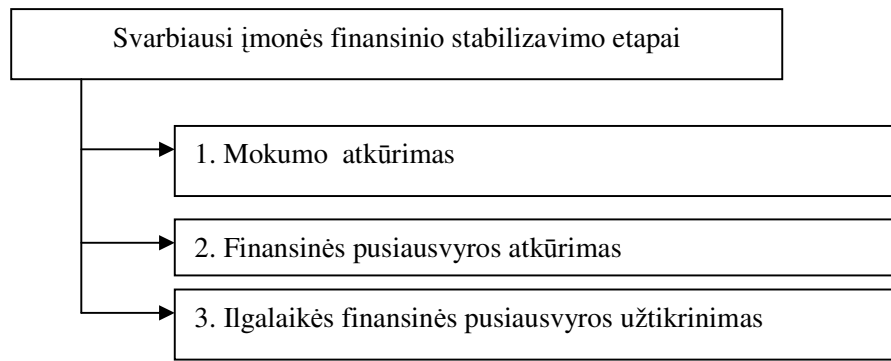 Svarbiausi įmonės finansinio stabilizavimo etapai
1. Mokumo atkūrimas
2. Finansinės pusiausvyros atkūrimas
3. Ilgalaikės finansinės pusiausvyros užtikrinimas